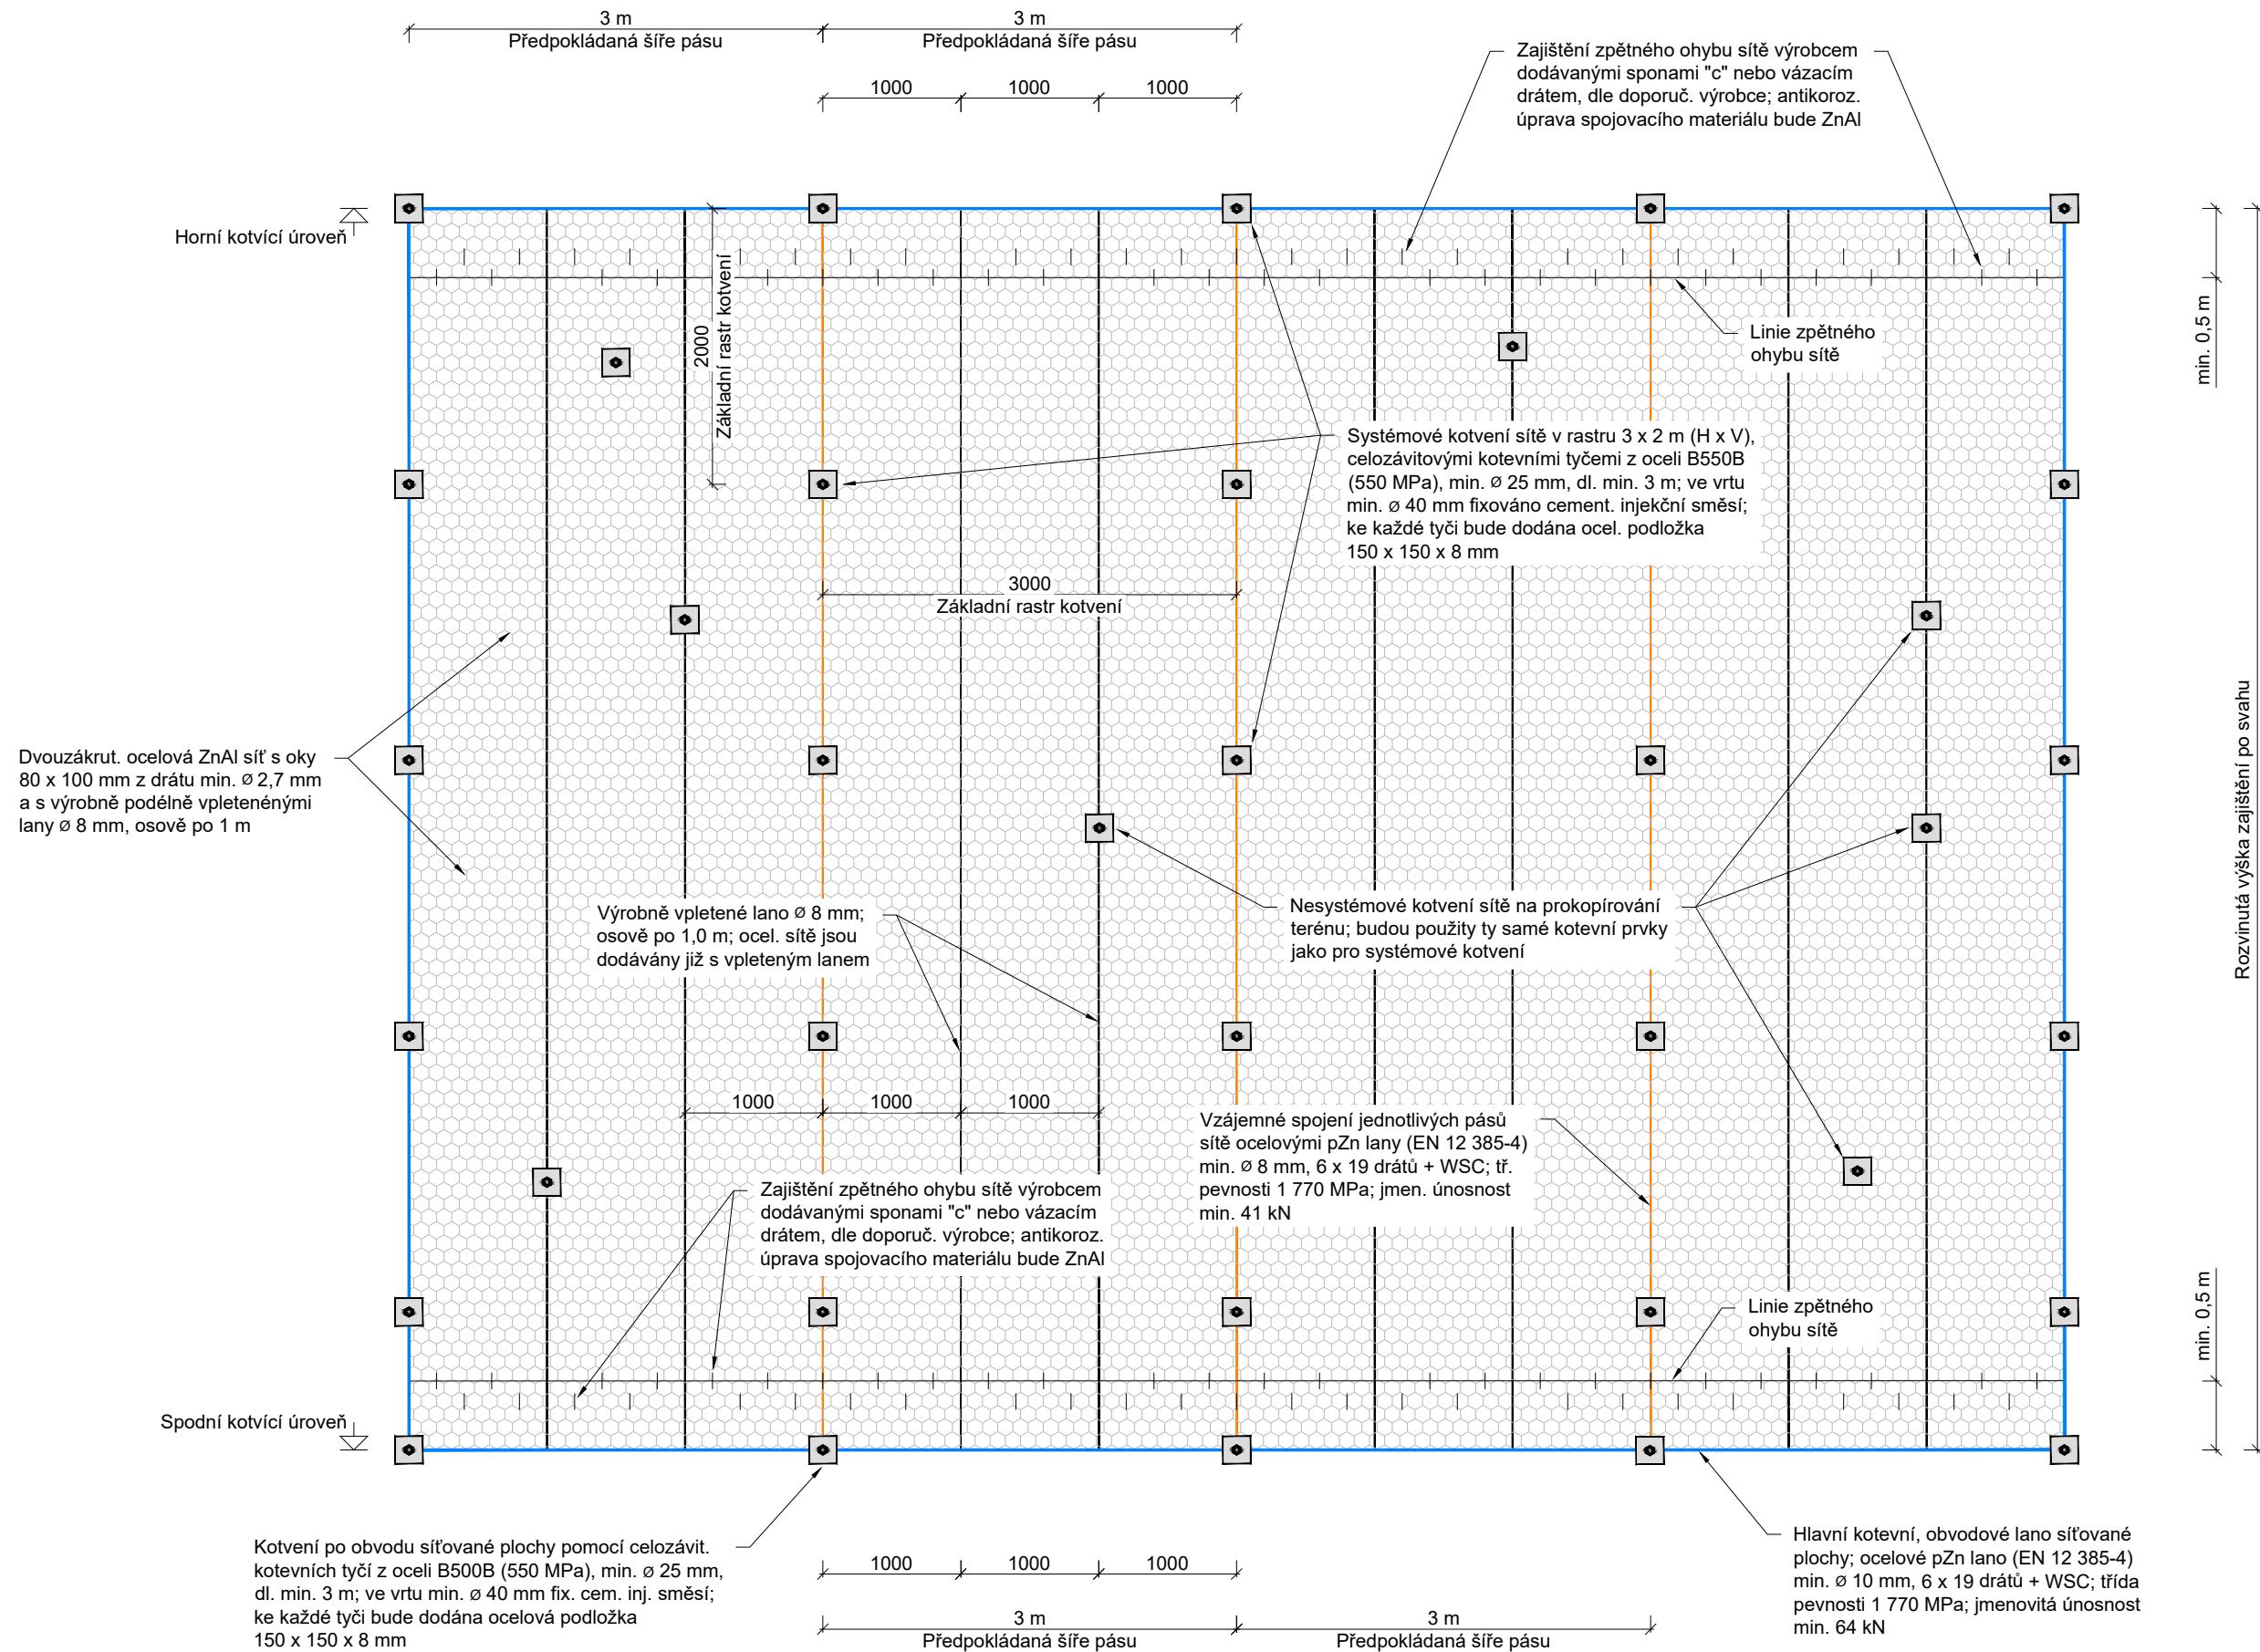 3 m
Předpokládaná šíře pásu
3 m
Předpokládaná šíře pásu
1000
1000
1000
Zajištění zpětného ohybu sítě výrobcem
dodávanými sponami "c" nebo vázacím
drátem, dle doporuč. výrobce; antikoroz.
úprava spojovacího materiálu bude ZnAl
Horní kotvící úroveň
2000
Základní rastr kotvení
Linie zpětného
ohybu sítě
min. 0,5 m
Systémové kotvení sítě v rastru 3 x 2 m (H x V),
celozávitovými kotevními tyčemi z oceli B550B
(550 MPa), min. ⌀ 25 mm, dl. min. 3 m; ve vrtu
min. ⌀ 40 mm fixováno cement. injekční směsí;
ke každé tyči bude dodána ocel. podložka
150 x 150 x 8 mm
3000
Základní rastr kotvení
Rozvinutá výška zajištění po svahu
Dvouzákrut. ocelová ZnAl síť s oky
80 x 100 mm z drátu min. ⌀ 2,7 mm
a s výrobně podélně vpletenénými
lany ⌀ 8 mm, osově po 1 m
Výrobně vpletené lano ⌀ 8 mm;
osově po 1,0 m; ocel. sítě jsou
dodávány již s vpleteným lanem
Nesystémové kotvení sítě na prokopírování
terénu; budou použity ty samé kotevní prvky
jako pro systémové kotvení
1000
1000
1000
Vzájemné spojení jednotlivých pásů
sítě ocelovými pZn lany (EN 12 385-4)
min. ⌀ 8 mm, 6 x 19 drátů + WSC; tř.
pevnosti 1 770 MPa; jmen. únosnost
min. 41 kN
Zajištění zpětného ohybu sítě výrobcem
dodávanými sponami "c" nebo vázacím
drátem, dle doporuč. výrobce; antikoroz.
úprava spojovacího materiálu bude ZnAl
Linie zpětného
ohybu sítě
min. 0,5 m
Spodní kotvící úroveň
Kotvení po obvodu síťované plochy pomocí celozávit.
kotevních tyčí z oceli B500B (550 MPa), min. ⌀ 25 mm,
dl. min. 3 m; ve vrtu min. ⌀ 40 mm fix. cem. inj. směsí;
ke každé tyči bude dodána ocelová podložka
150 x 150 x 8 mm
1000
1000
1000
3 m
Předpokládaná šíře pásu
3 m
Předpokládaná šíře pásu
Hlavní kotevní, obvodové lano síťované
plochy; ocelové pZn lano (EN 12 385-4)
min. ⌀ 10 mm, 6 x 19 drátů + WSC; třída
pevnosti 1 770 MPa; jmenovitá únosnost
min. 64 kN